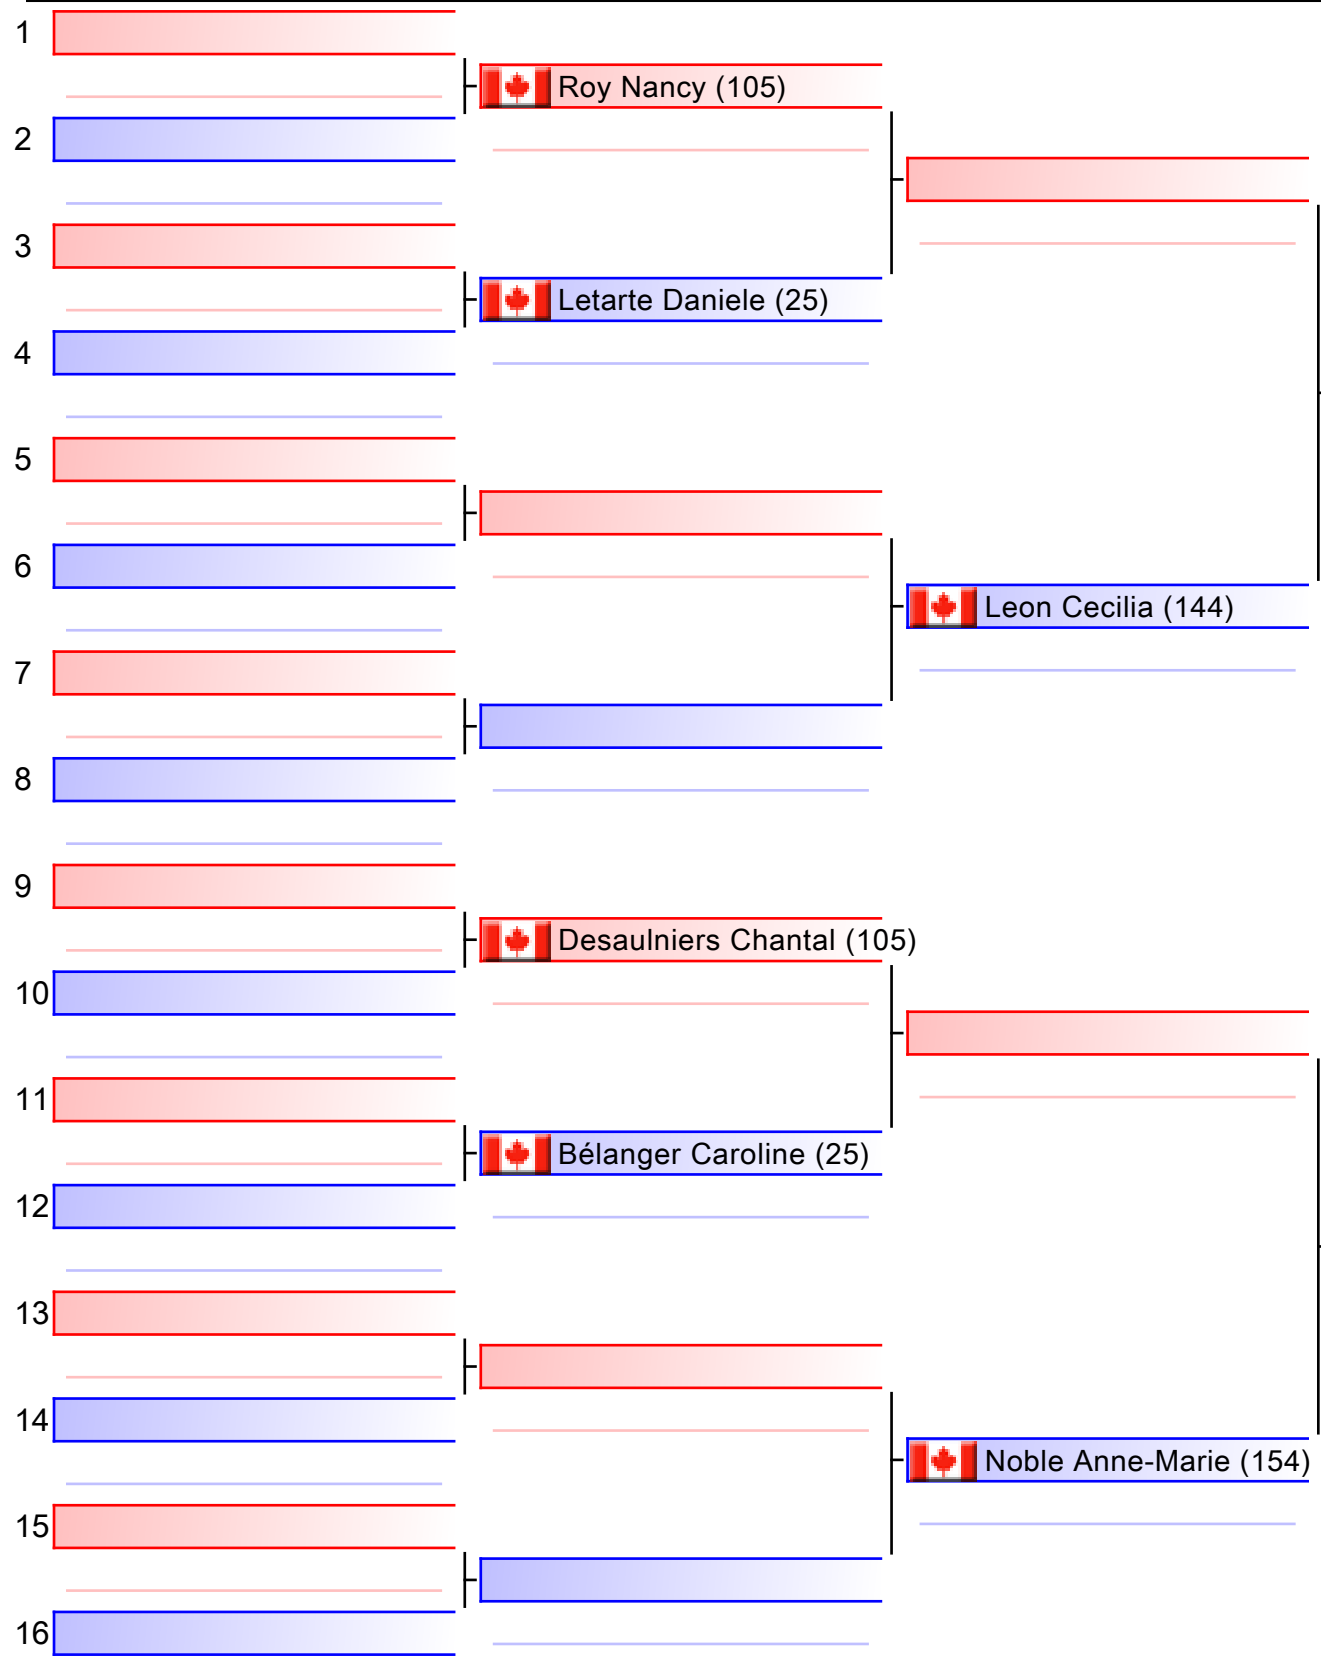 1
Roy Nancy (105)
2
3
Letarte Daniele (25)
4
5
6
Leon Cecilia (144)
7
8
9
Desaulniers Chantal (105)
10
11
Bélanger Caroline (25)
12
13
14
Noble Anne-Marie (154)
15
16